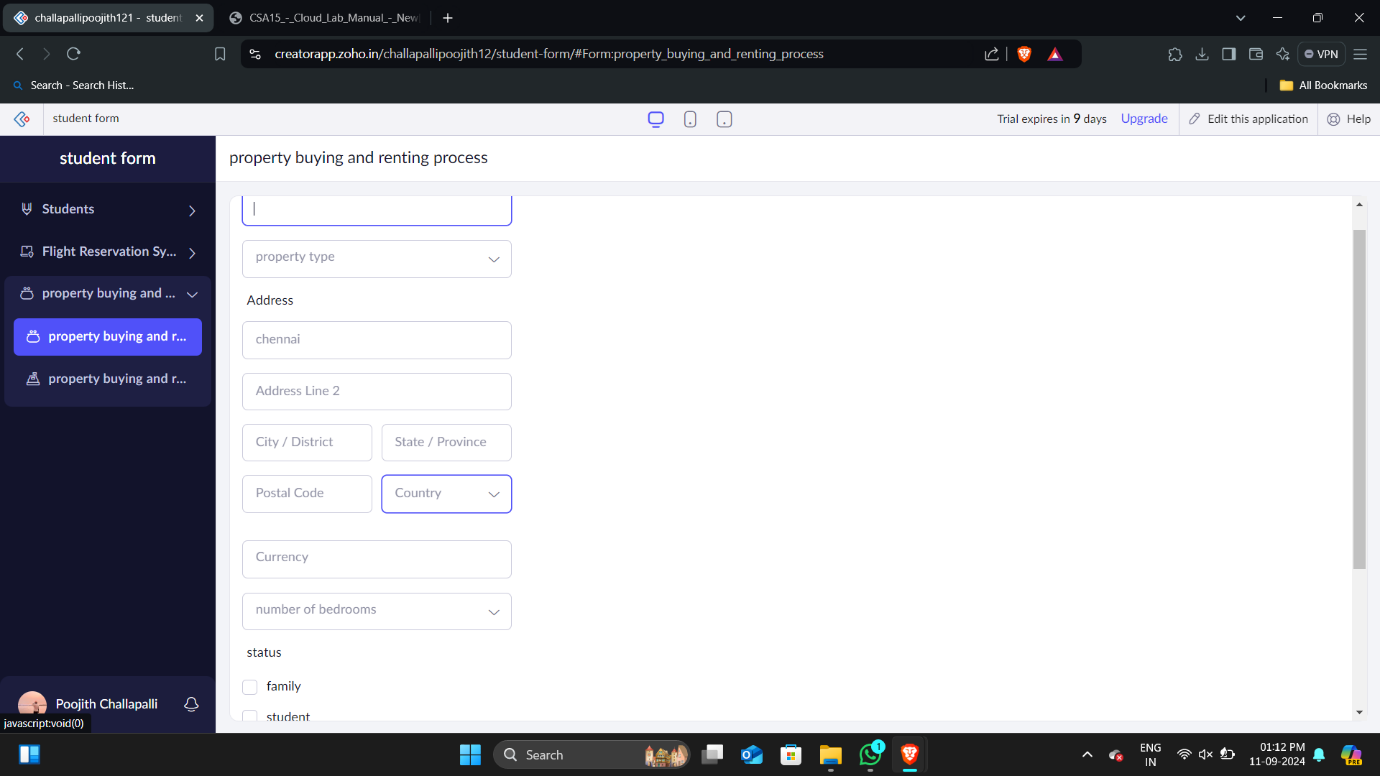 challapallipoojith121 - student
CSA15_-_Cloud_Lab_Manual_-_New
creatorapp.zoho.in/challapallipoojith12/student-form/#Form:property_buying_and_renting_process
VPN
Search - Search Hist...
All Bookmarks
student form
Trial expires in 9 days
Upgrade
Edit this application
Help
student form
property buying and renting process
Students
Flight Reservation Sy...
property buying and ...
property buying and r...
property buying and r...
property type
Address
chennai
Address Line 2
City / District
State / Province
Postal Code
Country
Currency
number of bedrooms
status
family
student
Poojith Challapalli
javascript:void(0)
Search
1
ENG
IN
01:12 PM
11-09-2024
PRE